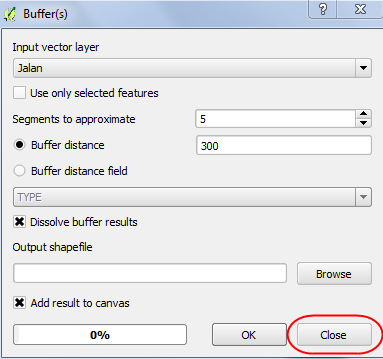 Buffer(s)
?
Input vector layer
Jalan
Use only selected features
Segments to approximate
5
Buffer distance
300
Buffer distance field
TYPE
Dissolve buffer results
Output shapefile
Browse
Add result to canvas
0%
OK
Close